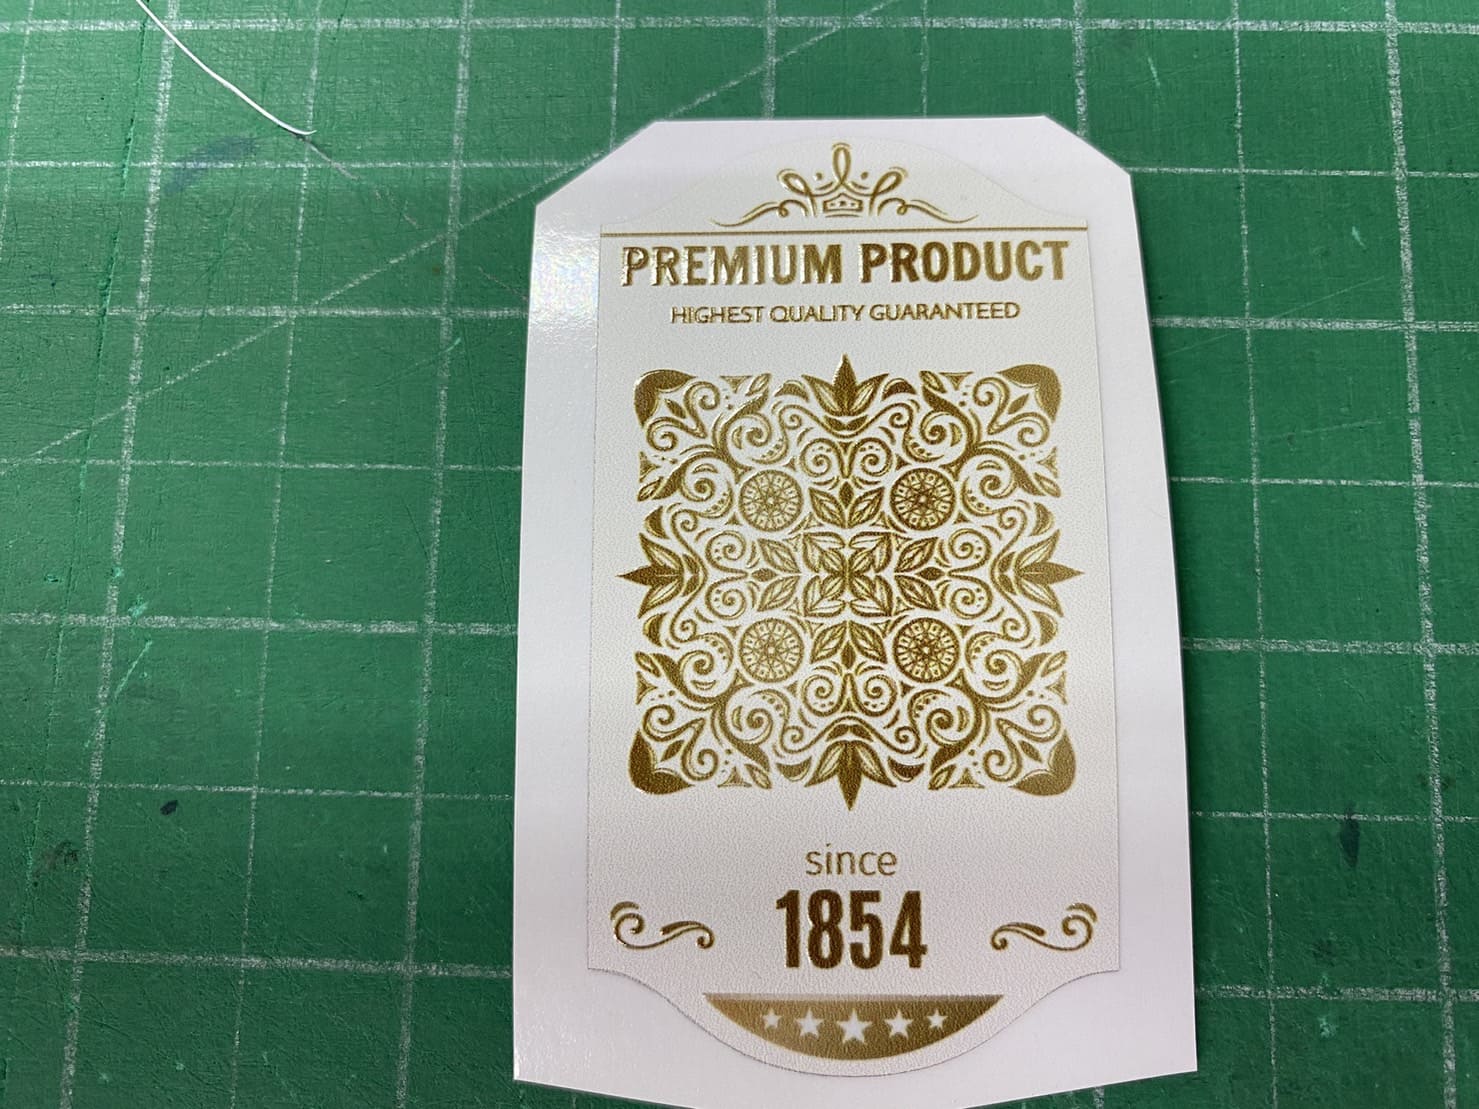 PREMIUM PRODUCT
HIGHEST QUALITY GUARANTEED
since
1854